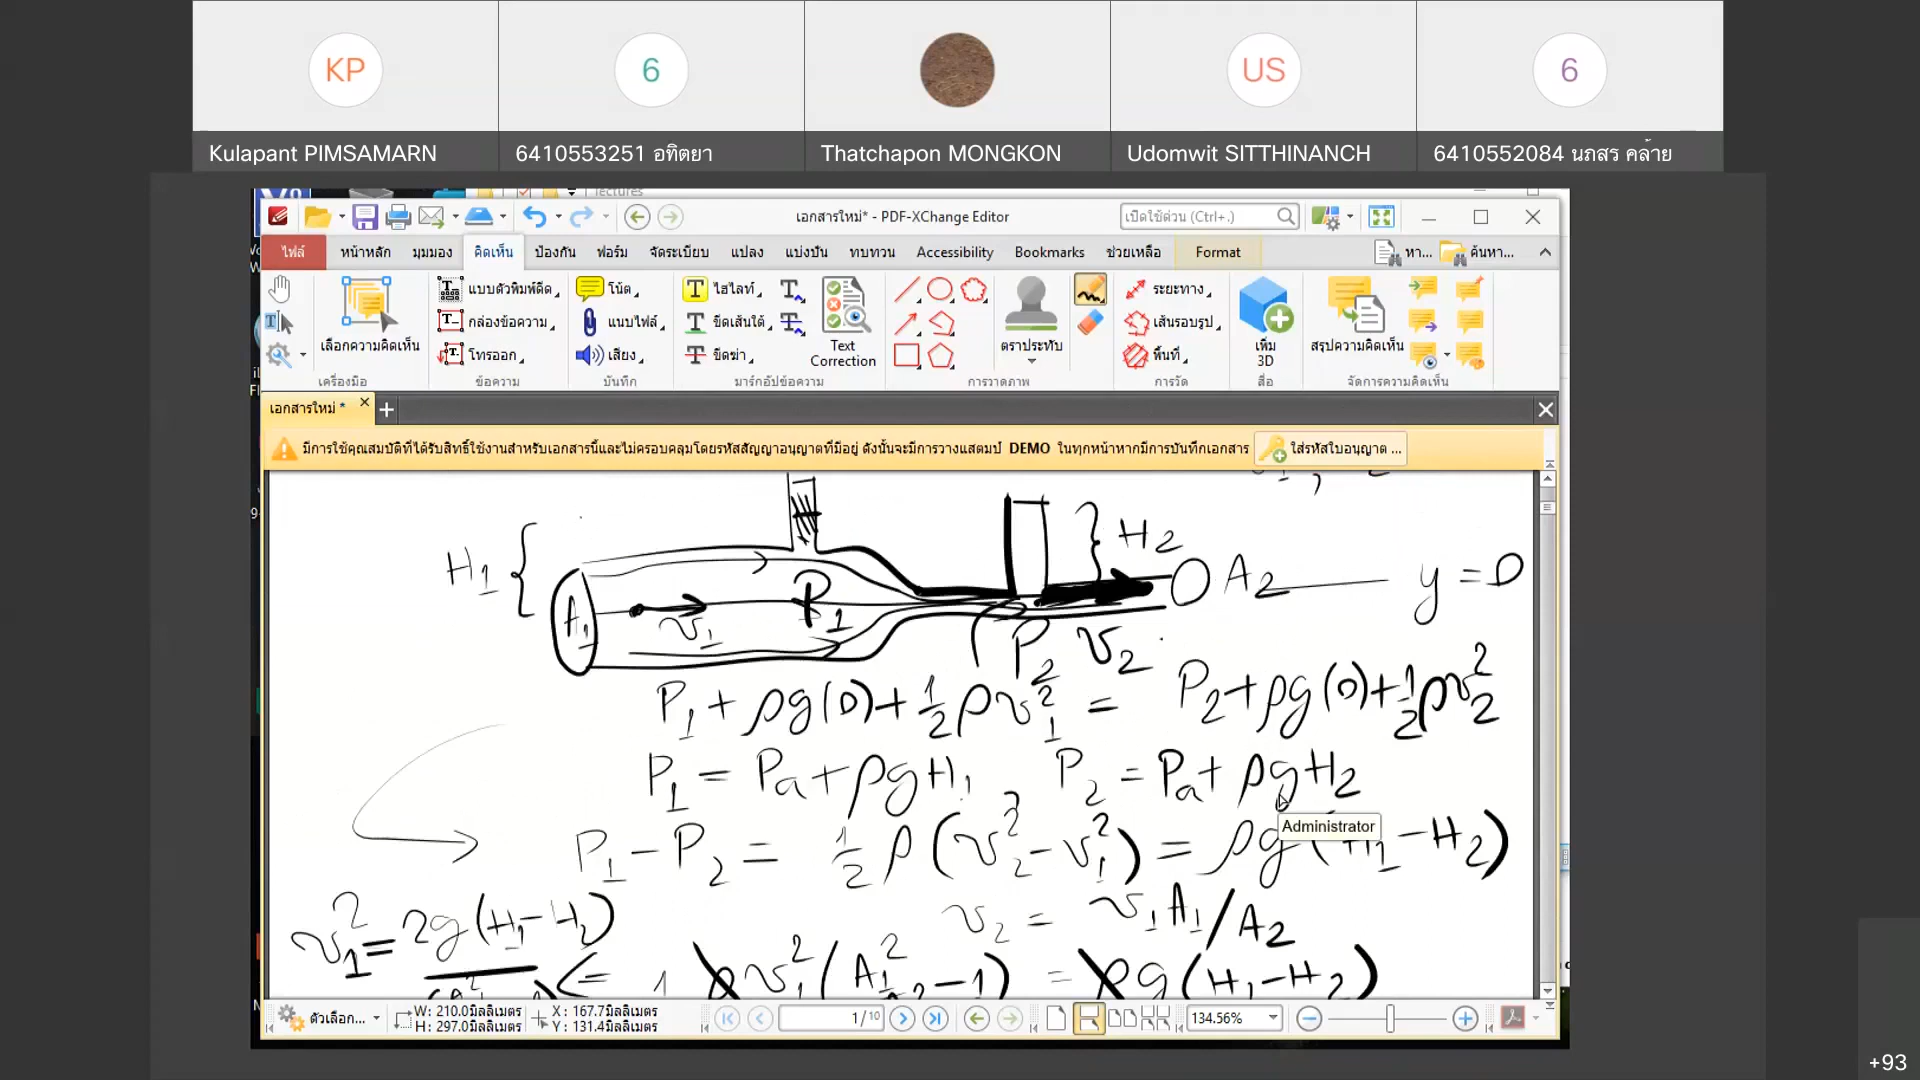 KP
6
US
6
Kulapant PIMSAMARN
6410553251 อทิตยา
Thatchapon MONGKON
Udomwit SITTHINANCH
6410552084 นภสร คล้าย
lectures
เอกสารใหม่* - PDF-XChange Editor
เปิดใช้ด่วน (Ctrl+.)
ไฟล์ หน้าหลัก มุมมอง คิดเห็น ป้องกัน ฟอร์ม จัดระเบียบ แปลง แบ่งปัน ทบทวน Accessibility Bookmarks ช่วยเหลือ Format หา... ค้นหา...
แบบตัวพิมพ์ดีด โน้ต ไฮไลท์ ระยะทาง
กล่องข้อความ แนบไฟล์ ขีดเส้นใต้ เส้นรอบรูป
เลือกความคิดเห็น Text Correction ตราประทับ เพิ่ม 3D สรุปความคิดเห็น
โทรออก เสียง ขีดฆ่า พื้นที่
เครื่องมือ ข้อความ บันทึก มาร์กอัปข้อความ การวาดภาพ การวัด สื่อ จัดการความคิดเห็น
เอกสารใหม่ *
มีการใช้คุณสมบัติที่ได้รับสิทธิ์ใช้งานสำหรับเอกสารนี้และไม่ครอบคลุมโดยรหัสสัญญาอนุญาตที่มีอยู่ ดังนั้นจะมีการวางแสตมป์ DEMO ในทุกหน้าหากมีการบันทึกเอกสาร ใส่รหัสใบอนุญาต ...
H₁ { } H₂
A₁ v₁ P₁ P₂ v₂ A₂ y = 0
P₁ + ρg(0) + ½ρv₁² = P₂ + ρg(0) + ½ρv₂²
P₁ = Pa + ρgH₁ P₂ = Pa + ρgH₂
Administrator
P₁ - P₂ = ½ρ(v₂² - v₁²) = ρg(H₁ - H₂)
v₁² = 2g(H₁ - H₂) v₂ = v₁A₁/A₂
ρv₁²(A₁²/A₂ - 1) = ρg(H₁ - H₂)
ตัวเลือก... W: 210.0มิลลิเมตร X : 167.7มิลลิเมตร 1/10 134.56%
H: 297.0มิลลิเมตร Y : 131.4มิลลิเมตร
+93